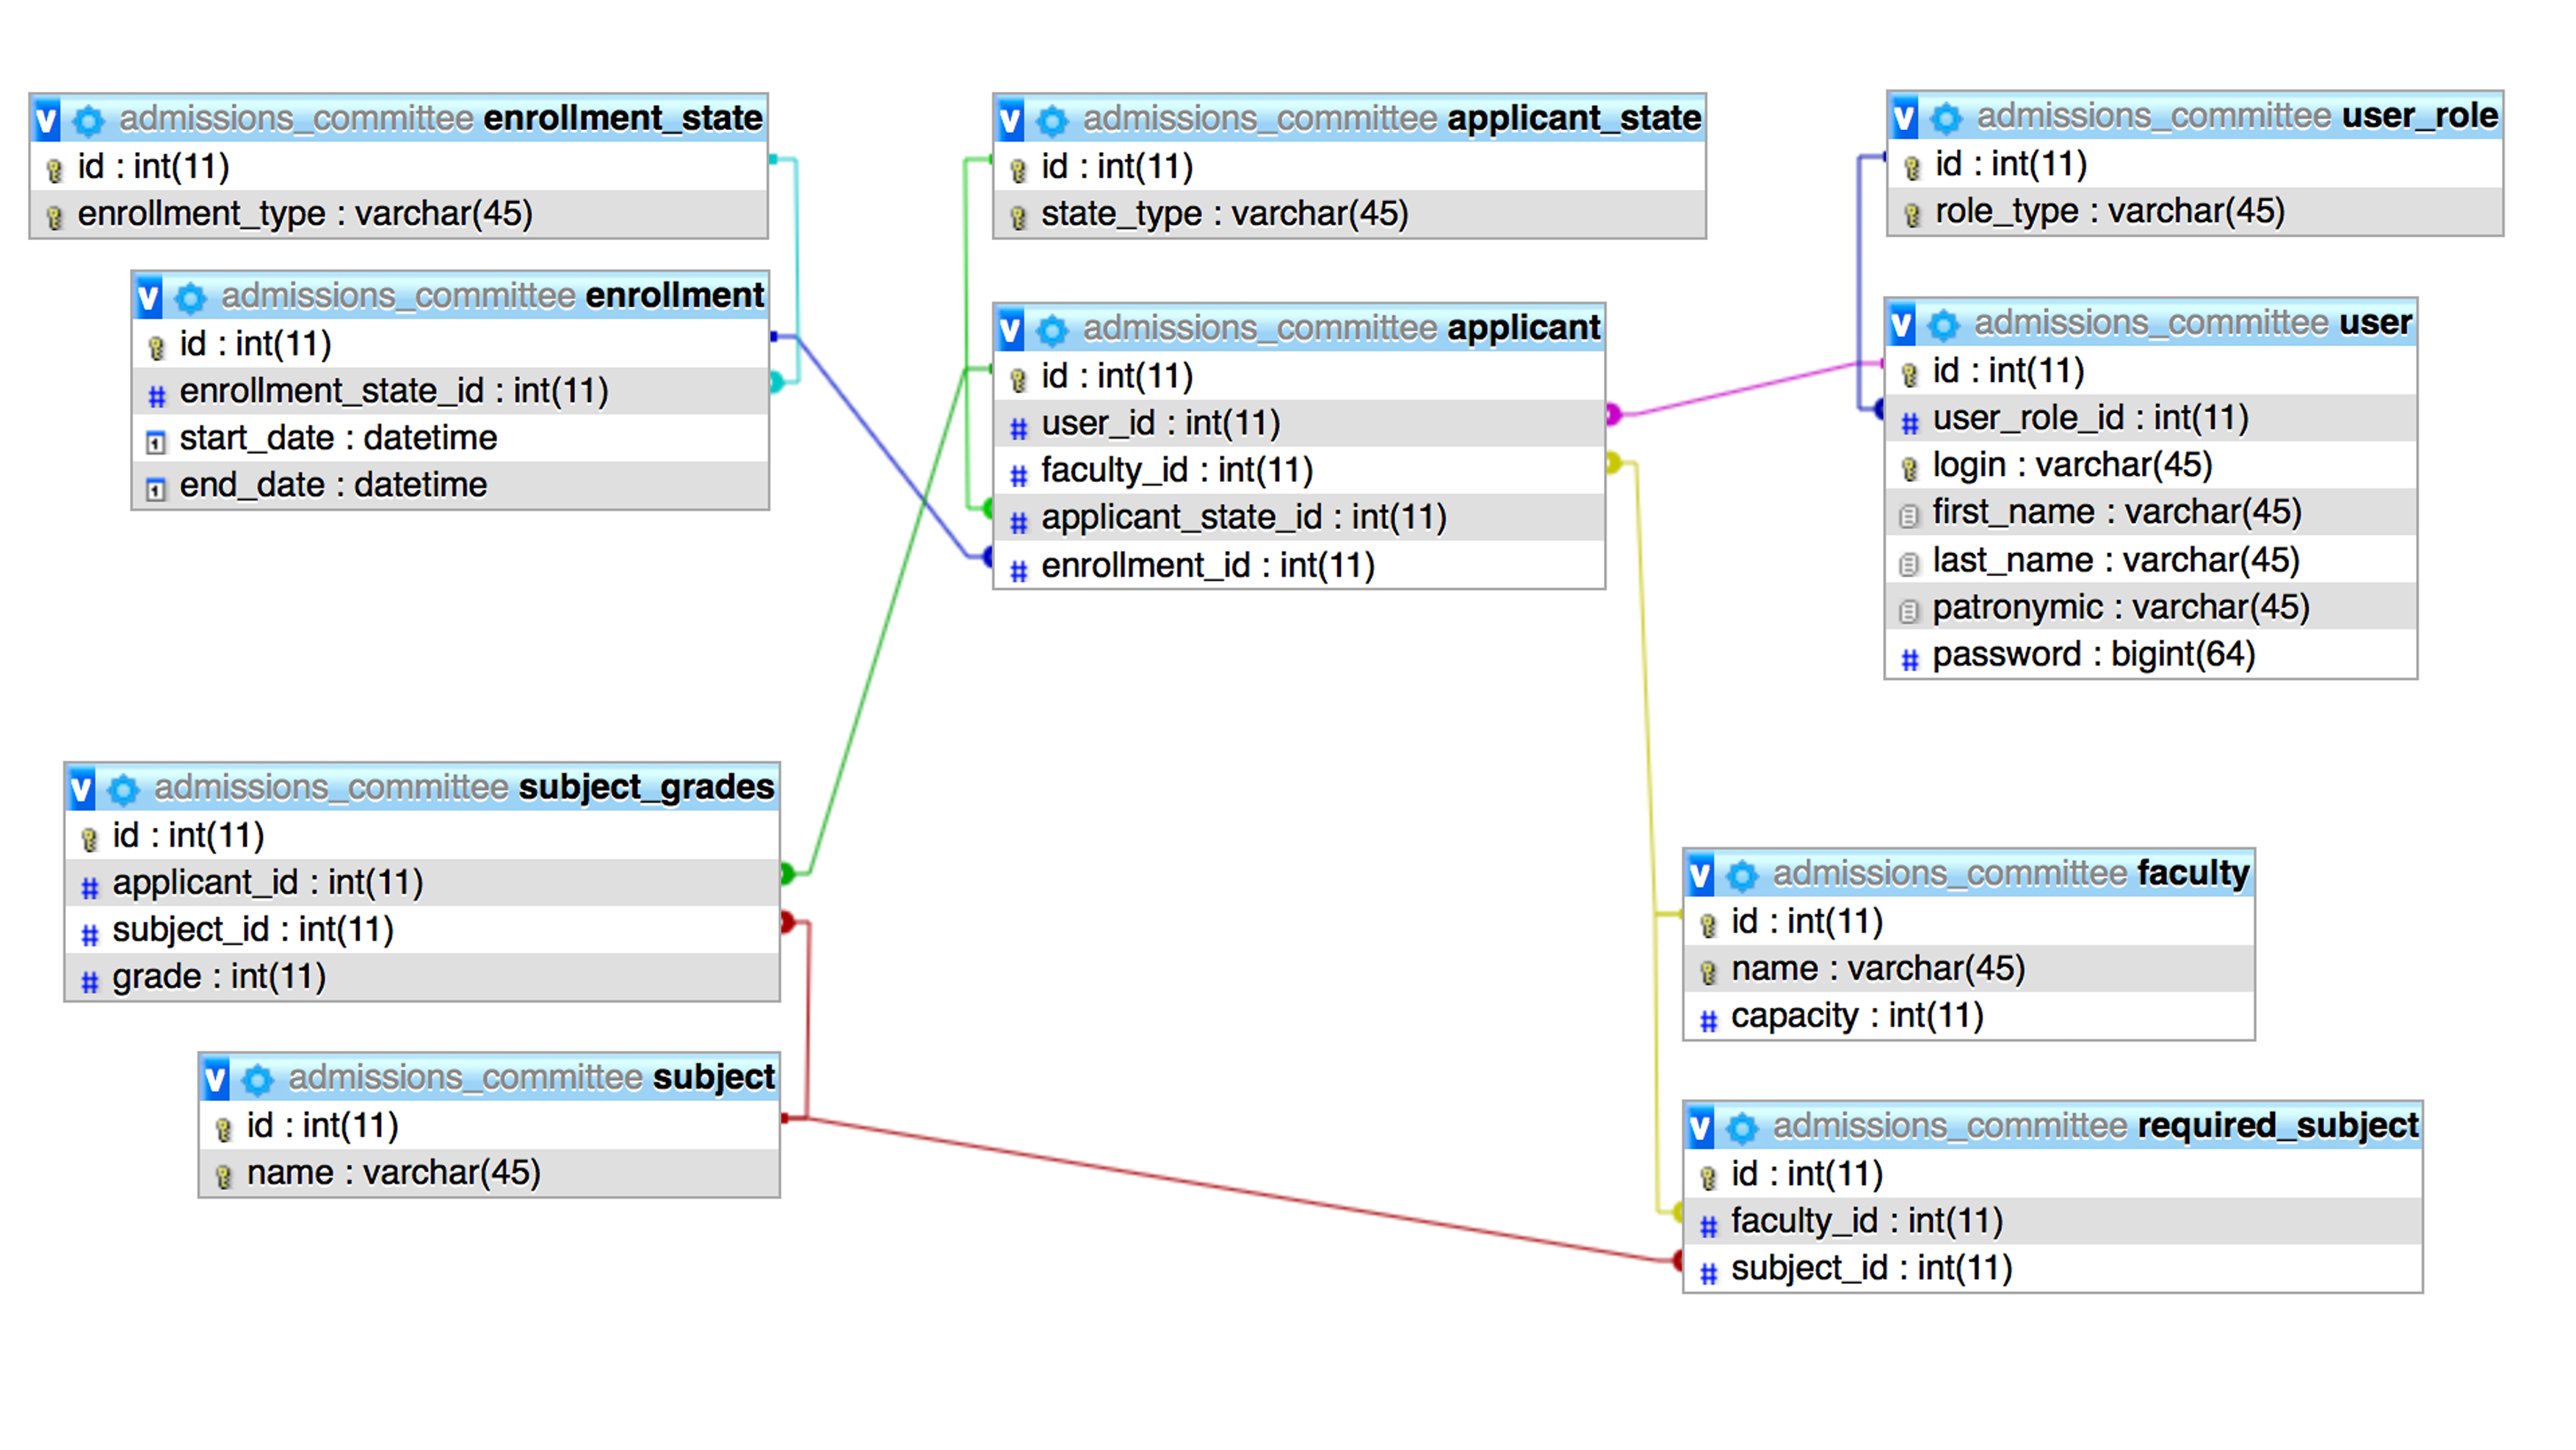 admissions_committee enrollment_state
id : int(11)
enrollment_type : varchar(45)
admissions_committee enrollment
id : int(11)
enrollment_state_id : int(11)
start_date : datetime
end_date : datetime
admissions_committee applicant_state
id : int(11)
state_type : varchar(45)
admissions_committee applicant
id : int(11)
user_id : int(11)
faculty_id : int(11)
applicant_state_id : int(11)
enrollment_id : int(11)
admissions_committee user_role
id : int(11)
role_type : varchar(45)
admissions_committee user
id : int(11)
user_role_id : int(11)
login : varchar(45)
first_name : varchar(45)
last_name : varchar(45)
patronymic : varchar(45)
password : bigint(64)
admissions_committee subject_grades
id : int(11)
applicant_id : int(11)
subject_id : int(11)
grade : int(11)
admissions_committee subject
id : int(11)
name : varchar(45)
admissions_committee faculty
id : int(11)
name : varchar(45)
capacity : int(11)
admissions_committee required_subject
id : int(11)
faculty_id : int(11)
subject_id : int(11)